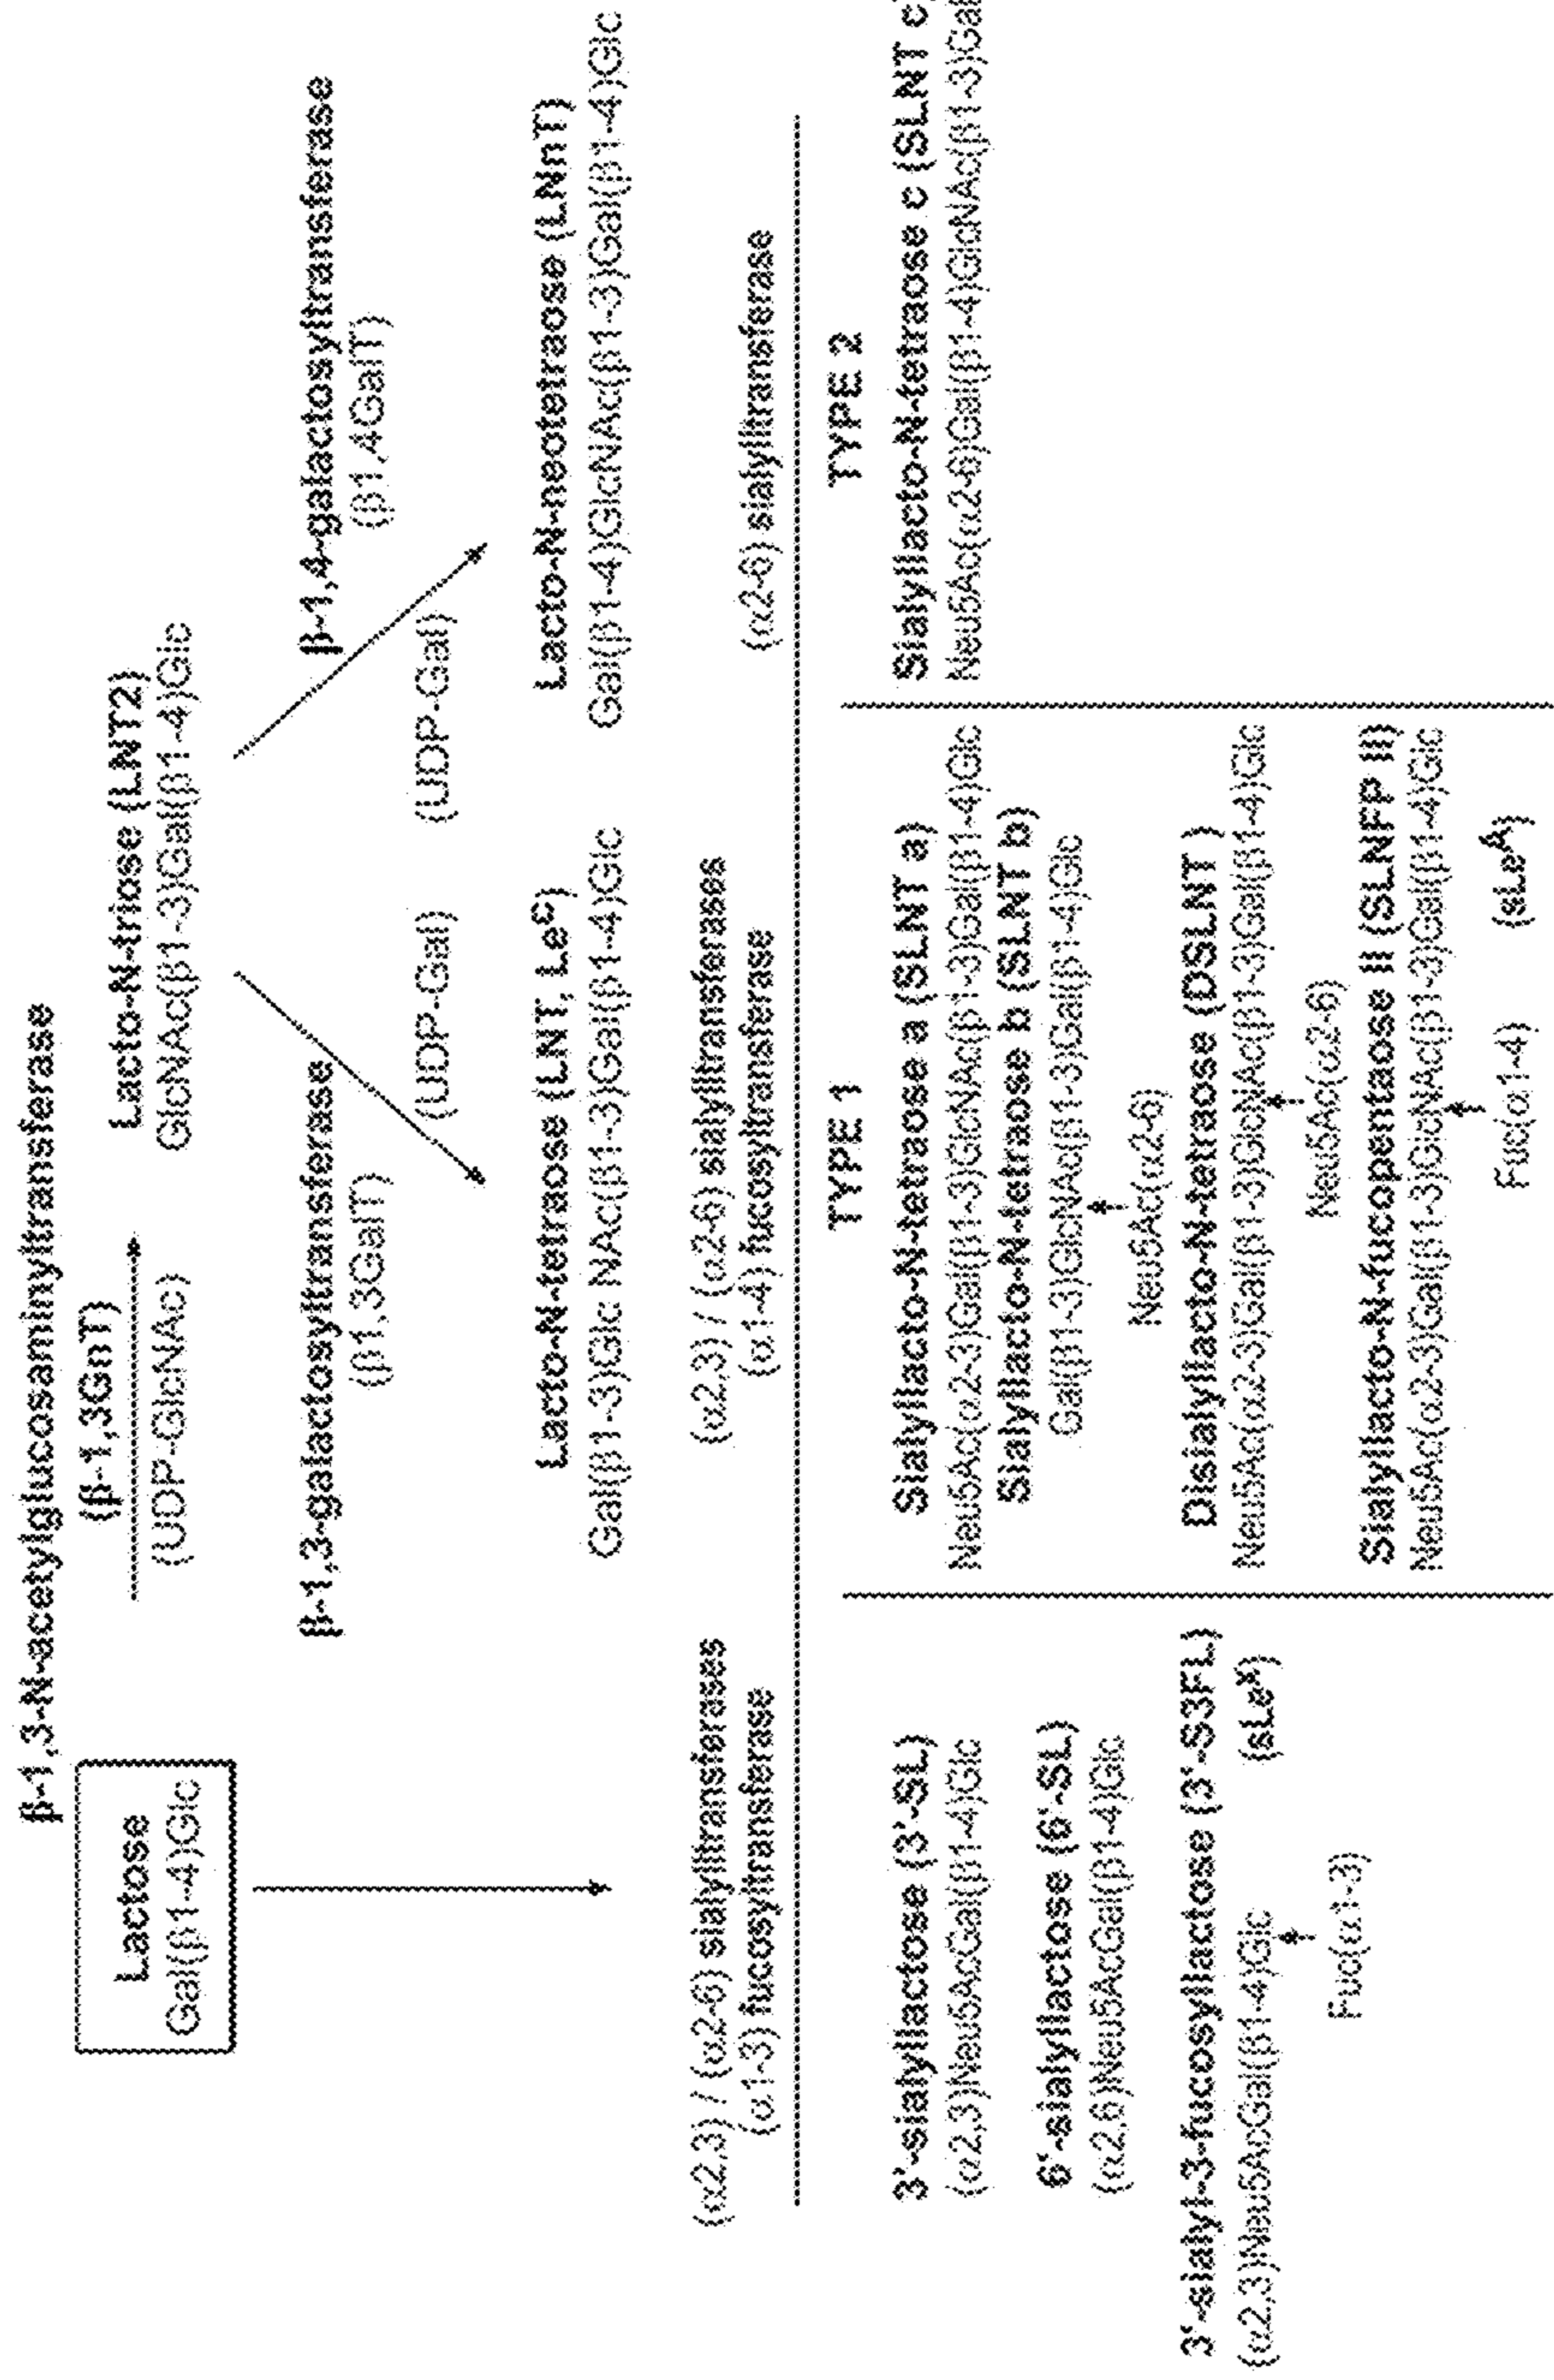 β-1,3-N-acetylglucosaminyltransferase
(β-1,3GnT)
(UDP-GlcNAc)
Lactose
Gal(β1-4)Glc
Lacto-N-triose (LNT2)
GlcNAc(β1-3)Gal(β1-4)Glc
β-1,3-galactosyltransferase
(β1,3GalT)
(UDP-Gal)
(UDP-Gal)
β-1,4-galactosyltransferase
(β1,4GalT)
Lacto-N-tetraose (LNT, Le^C)
Gal(β1-3)Glc NAc(β1-3)Gal(β1-4)Glc
Lacto-N-neotetraose (LNnT)
Gal(β1-4)GlcNAc(β1-3)Gal(β1-4)Glc
(α2,3) / (α2-6) sialyltransferases
(α1-3) fucosyltransferase
(α2,3) / (α2-6) sialyltransferases
(α1-4) fucosyltransferase
(α2-6) sialyltransferase
3'-sialyllactose (3'-SL)
(α2,3)Neu5AcGal(β1-4)Glc
6'-sialyllactose (6'-SL)
(α2,6)Neu5AcGal(β1-4)Glc
3'-sialyl-3-fucosyllactose (3'-S3FL)
(α2,3)Neu5AcGal(β1-4)Glc (sLe^X)
Fuc(α1-3)
TYPE 1
Sialyllacto-N-tetraose a (SLNT a)
Neu5Ac(α2-3)Gal(β1-3)GlcNAc(β1-3)Gal(β1-4)Glc
Sialyllacto-N-tetraose b (SLNT b)
Gal(β1-3)GlcNAc(β1-3)Gal(β1-4)Glc
Neu5Ac(α2-6)
Disialyllacto-N-tetraose (DSLNT )
Neu5Ac(α2-3)Gal(β1-3)GlcNAc(β1-3)Gal(β1-4)Glc
Neu5Ac(α2-6)
Sialyllacto-N-fucopentaose II (SLNFP II)
Neu5Ac(α2-3)Gal(β1-3)GlcNAc(β1-3)Gal(β1-4)Glc
Fuc(α1-4) (sLe^A)
TYPE 2
Sialyllacto-N-tetraose c (SLNT c)
Neu5Ac(α2-6)Gal(β1-4)GlcNAc(β1-3)Gal